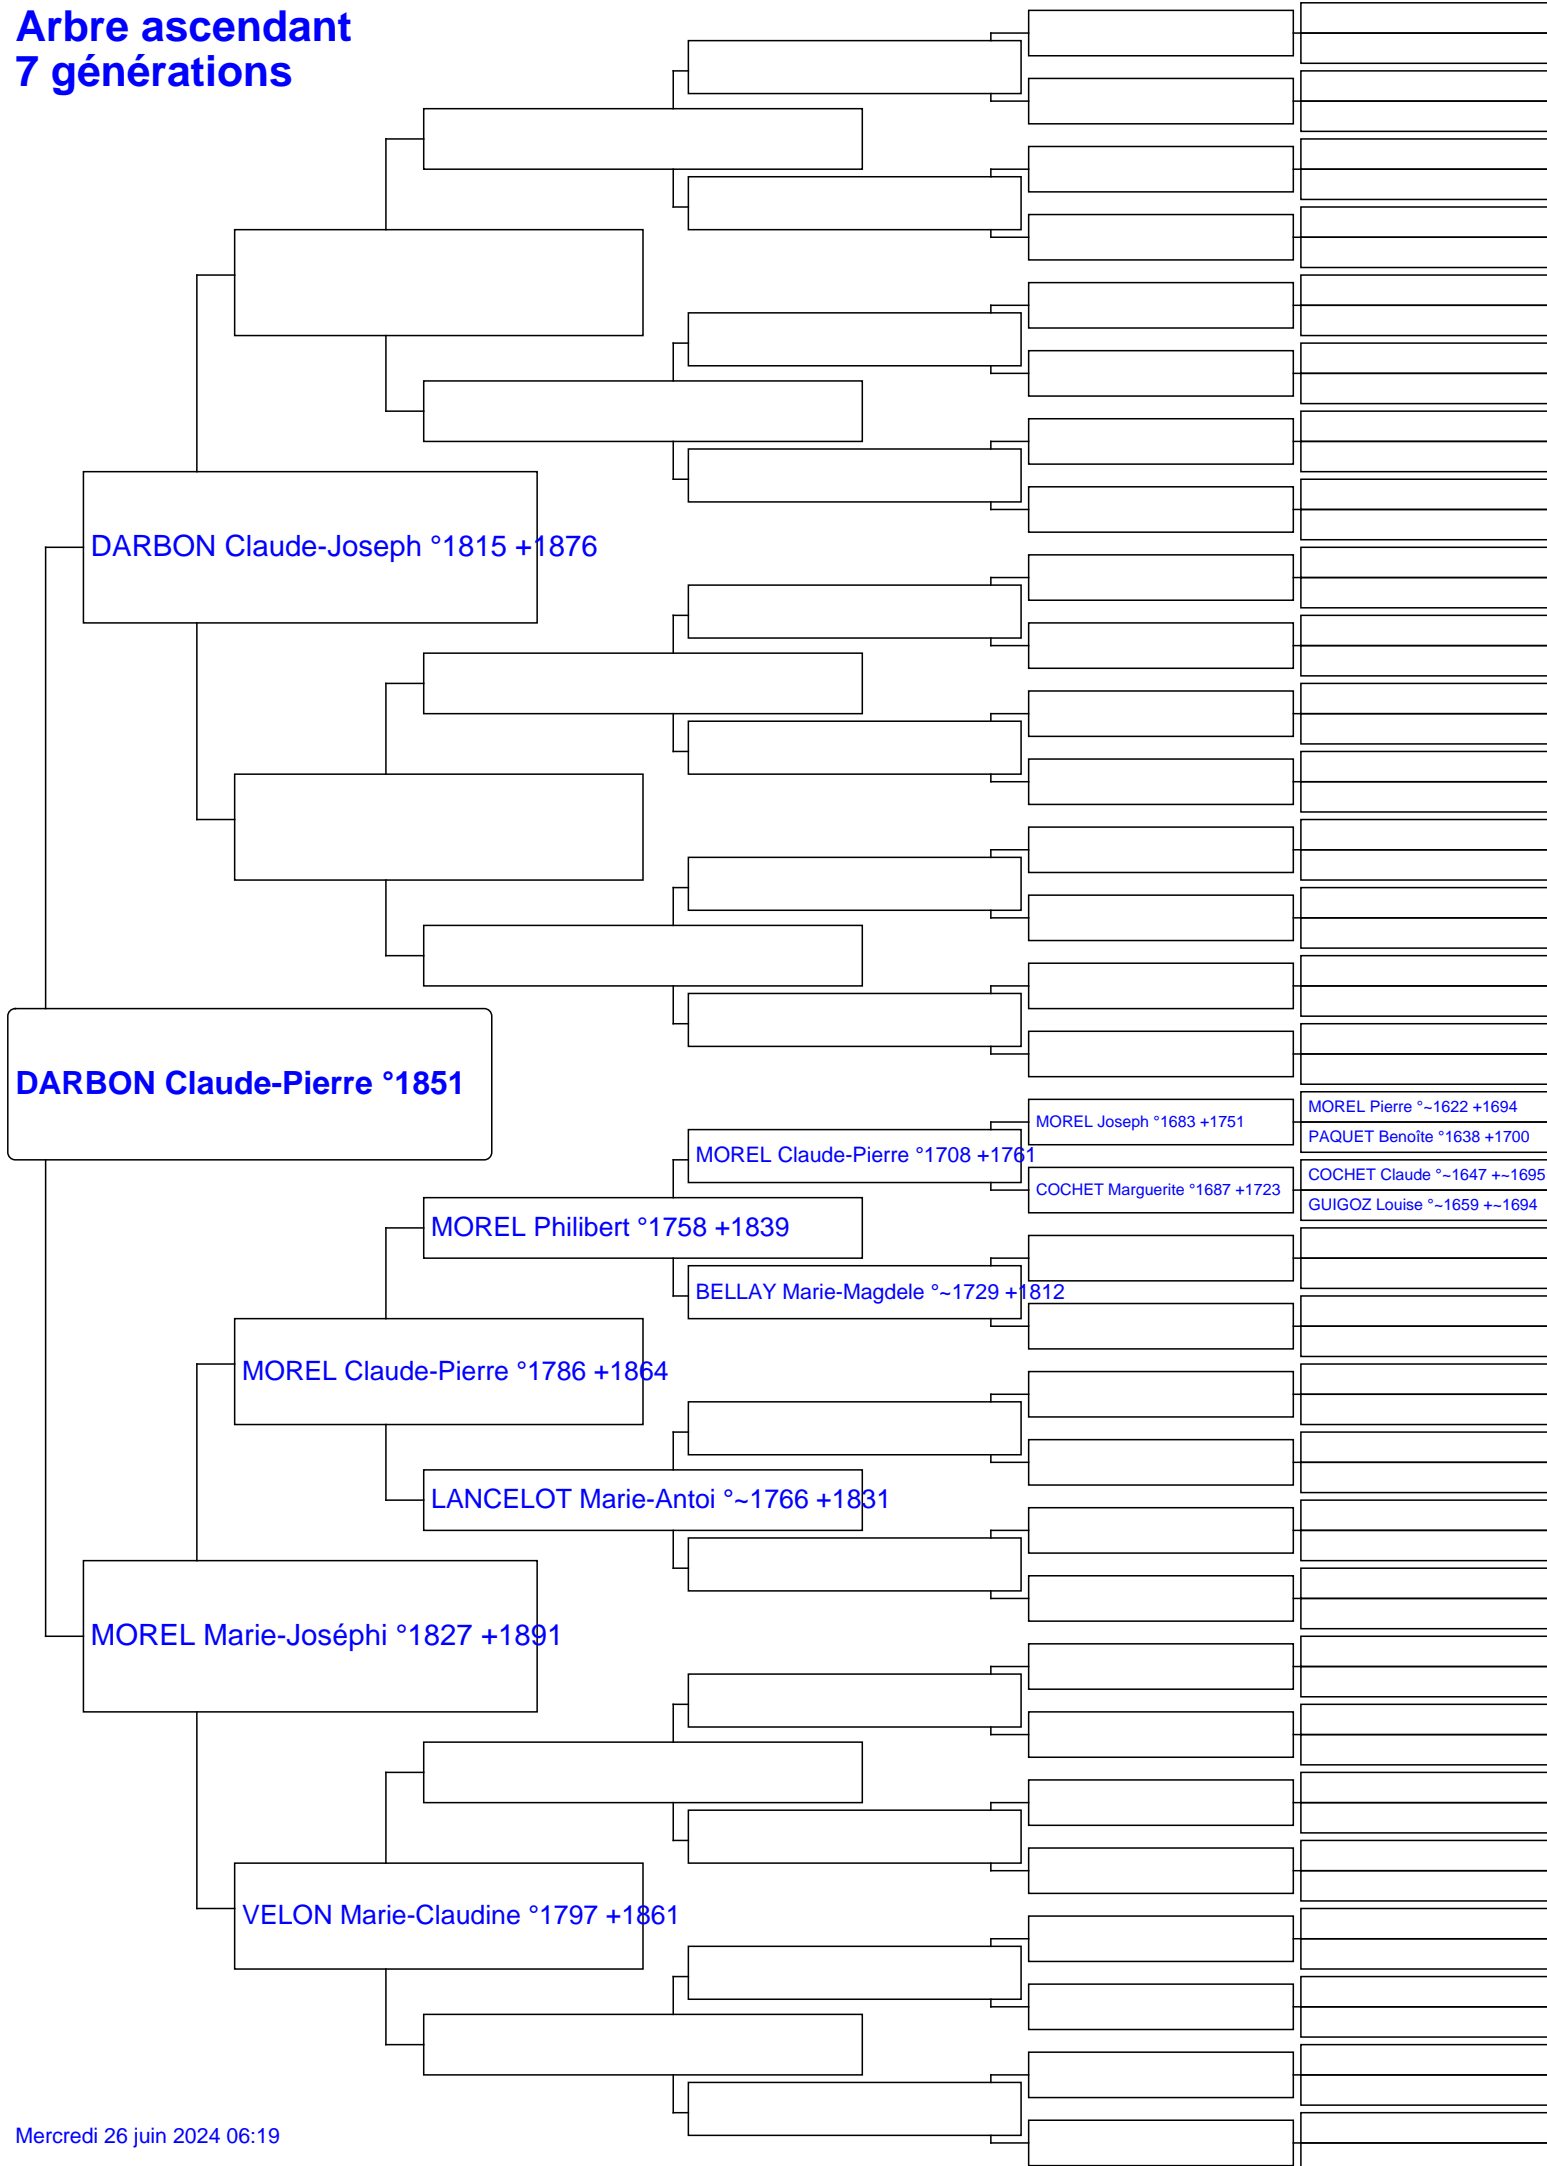 Arbre ascendant
7 générations
DARBON Claude-Joseph °1815 +1876
DARBON Claude-Pierre °1851
MOREL Joseph °1683 +1751
MOREL Pierre °~1622 +1694
PAQUET Benoîte °1638 +1700
MOREL Claude-Pierre °1708 +1761
COCHET Marguerite °1687 +1723
COCHET Claude °~1647 +~1695
GUIGOZ Louise °~1659 +~1694
MOREL Philibert °1758 +1839
BELLAY Marie-Magdele °~1729 +1812
MOREL Claude-Pierre °1786 +1864
LANCELOT Marie-Antoi °~1766 +1831
MOREL Marie-Joséphi °1827 +1891
VELON Marie-Claudine °1797 +1861
Mercredi 26 juin 2024 06:19